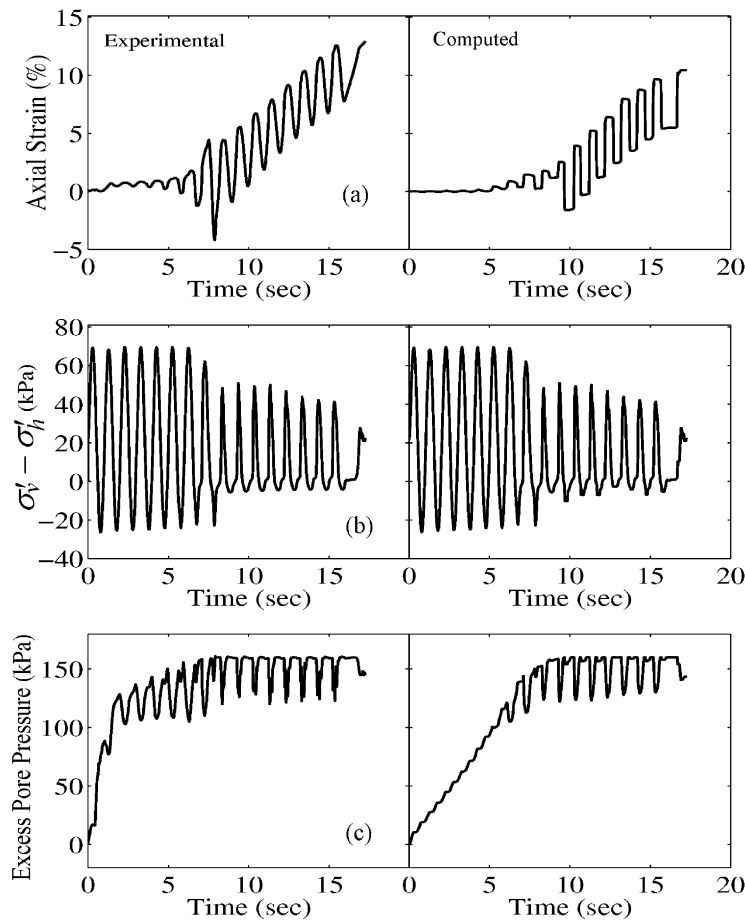 15
10
5
0
−5
Axial Strain (%)
Experimental
Computed
(a)
0 5 10 15 0 5 10 15 20
Time (sec) Time (sec)
80
60
40
20
0
−20
−40
σ′v − σ′h (kPa)
(b)
0 5 10 15 0 5 10 15 20
Time (sec) Time (sec)
150
100
50
0
Excess Pore Pressure (kPa)
(c)
0 5 10 15 0 5 10 15 20
Time (sec) Time (sec)